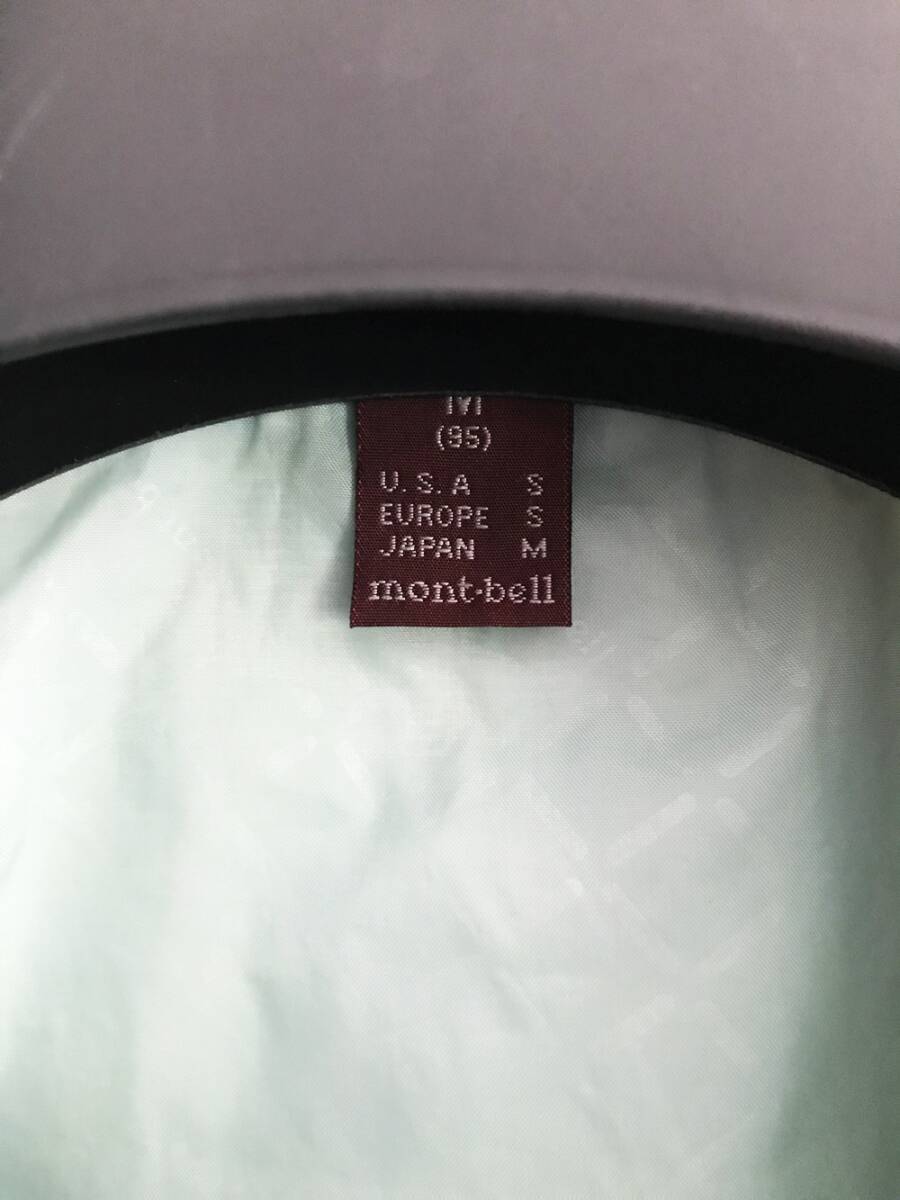 M
(95)
U.S.A S
EUROPE S
JAPAN M
mont-bell